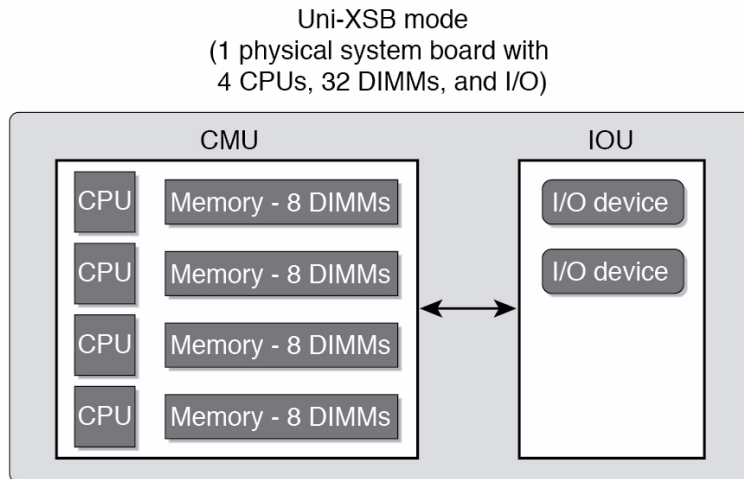 Uni-XSB mode
(1 physical system board with
4 CPUs, 32 DIMMs, and I/O)
CMU
IOU
CPU
Memory - 8 DIMMs
I/O device
CPU
Memory - 8 DIMMs
I/O device
CPU
Memory - 8 DIMMs
CPU
Memory - 8 DIMMs